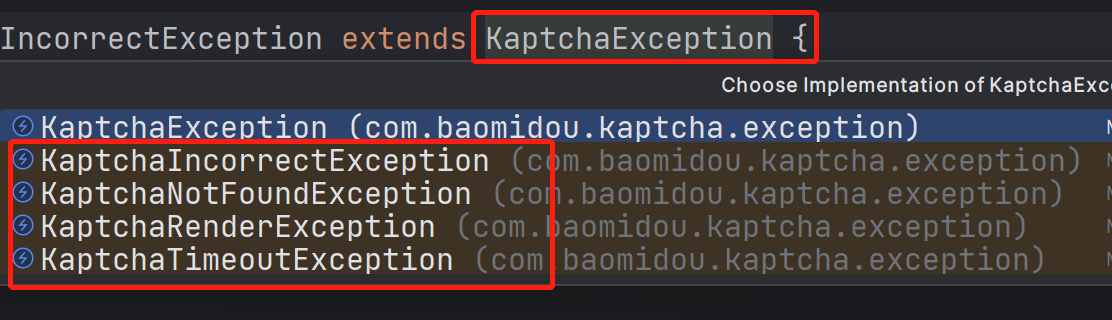 IncorrectException extends KaptchaException {
Choose Implementation of KaptchaExc
KaptchaException (com.baomidou.kaptcha.exception)
KaptchaIncorrectException (com.baomidou.kaptcha.exception)
KaptchaNotFoundException (com.baomidou.kaptcha.exception)
KaptchaRenderException (com.baomidou.kaptcha.exception)
KaptchaTimeoutException (com baomidou.kaptcha.exception)